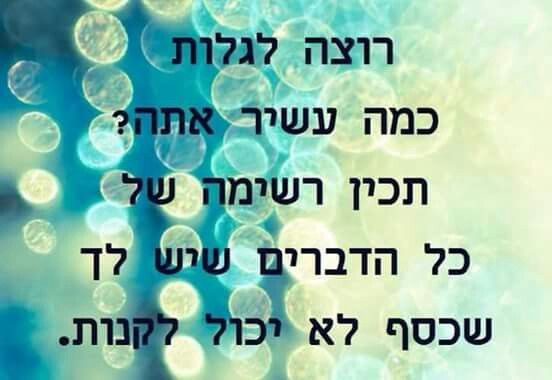 רוצה לגלות
כמה עשיר אתה?
תכין רשימה של
כל הדברים שיש לך
שכסף לא יכול לקנות.